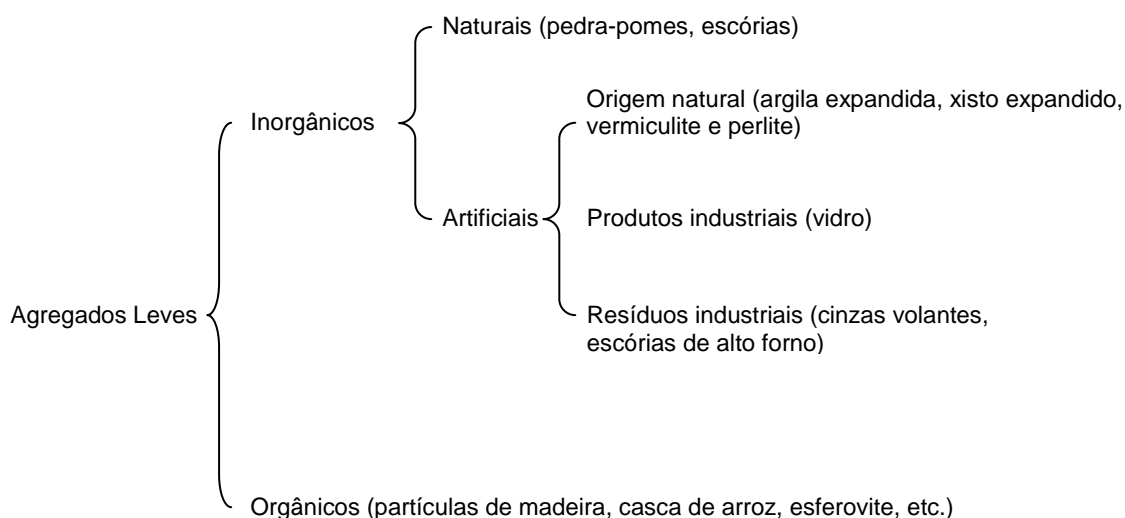 Naturais (pedra-pomes, escórias)
Origem natural (argila expandida, xisto expandido,
vermiculite e perlite)
Inorgânicos
Artificiais
Produtos industriais (vidro)
Agregados Leves
Resíduos industriais (cinzas volantes,
escórias de alto forno)
Orgânicos (partículas de madeira, casca de arroz, esferovite, etc.)